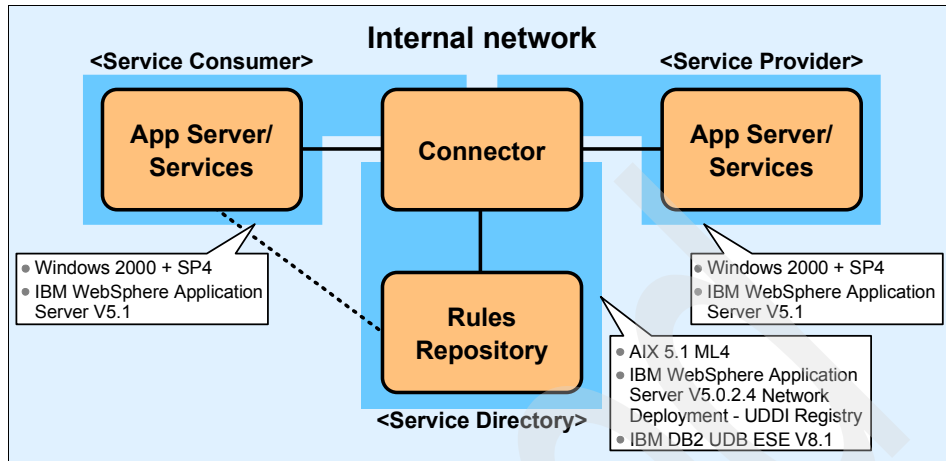 Internal network
<Service Consumer>
<Service Provider>
App Server/
Services
Connector
App Server/
Services
Windows 2000 + SP4
IBM WebSphere Application
Server V5.1
Windows 2000 + SP4
IBM WebSphere Application
Server V5.1
Rules
Repository
AIX 5.1 ML4
IBM WebSphere Application
Server V5.0.2.4 Network
Deployment - UDDI Registry
IBM DB2 UDB ESE V8.1
<Service Directory>